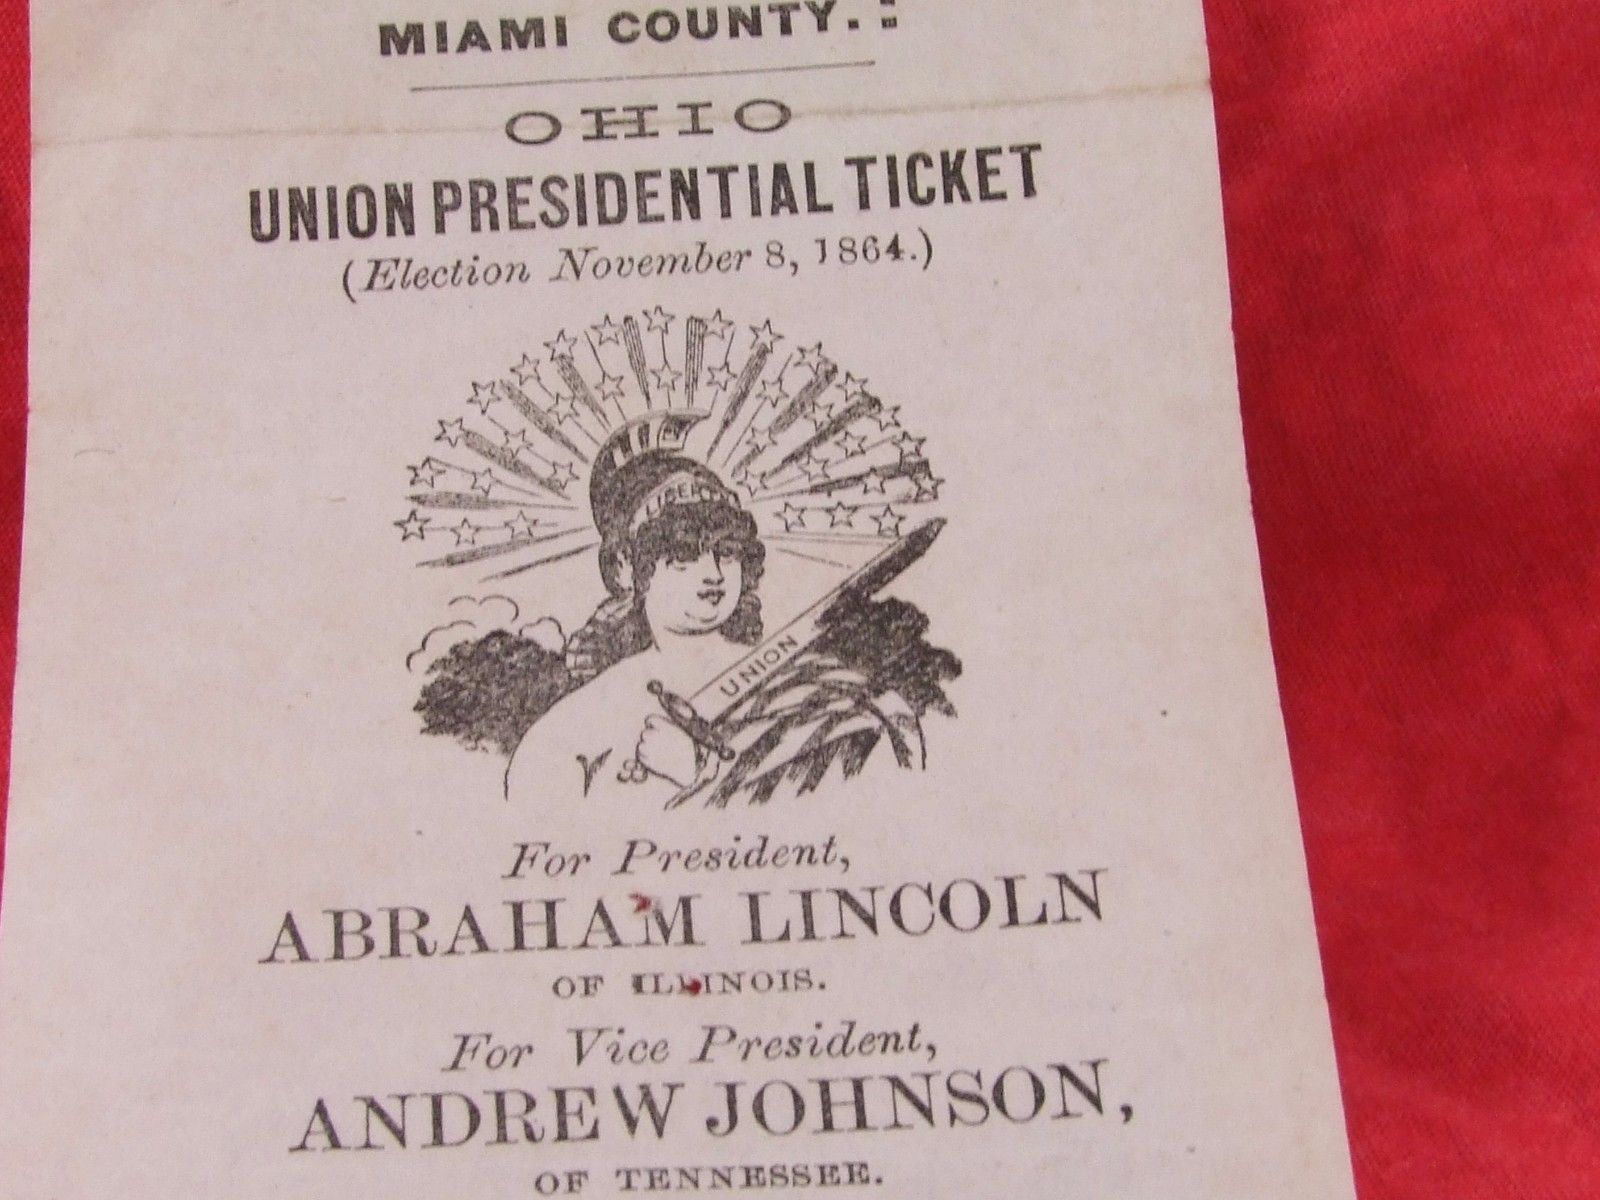 MIAMI COUNTY.:
OHIO
UNION PRESIDENTIAL TICKET
(Election November 8, 1864.)
LIBERTY
UNION
For President,
ABRAHAM LINCOLN
OF ILLINOIS.
For Vice President,
ANDREW JOHNSON,
OF TENNESSEE.